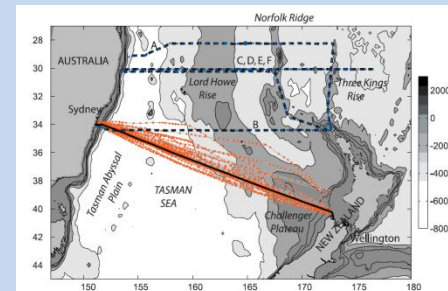 Norfolk Ridge
28
AUSTRALIA
A
C, D, E, F
30
Lord Howe
Rise
Three Kings
Rise
32
Sydney
34
B
36
Tasman Abyssal
Plain
TASMAN
SEA
38
Challenger
Plateau
40
NEW ZEALAND
Wellington
42
44
150
155
160
165
170
175
180
2000
0
-200
-400
-600
-800